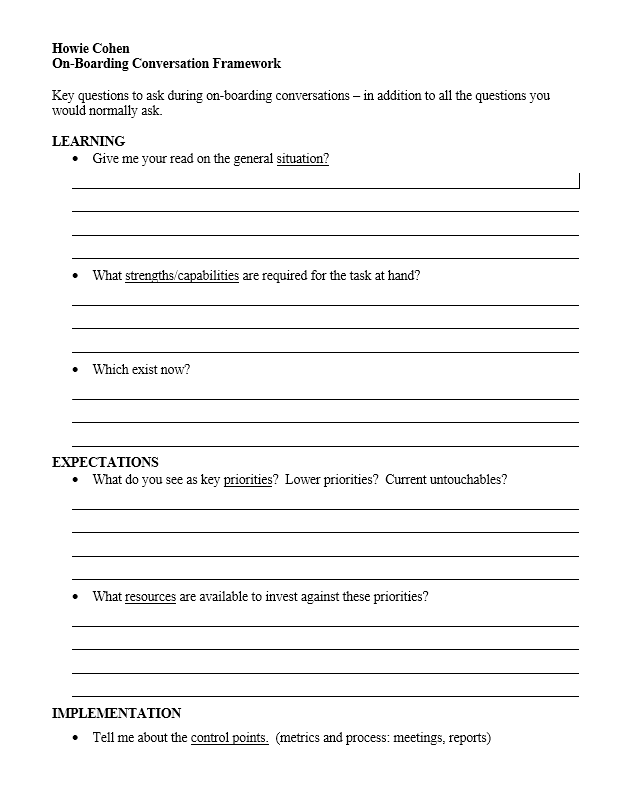 Howie Cohen
On-Boarding Conversation Framework
Key questions to ask during on-boarding conversations – in addition to all the questions you
would normally ask.
LEARNING
• Give me your read on the general situation?
• What strengths/capabilities are required for the task at hand?
• Which exist now?
EXPECTATIONS
• What do you see as key priorities?  Lower priorities?  Current untouchables?
• What resources are available to invest against these priorities?
IMPLEMENTATION
• Tell me about the control points.  (metrics and process: meetings, reports)